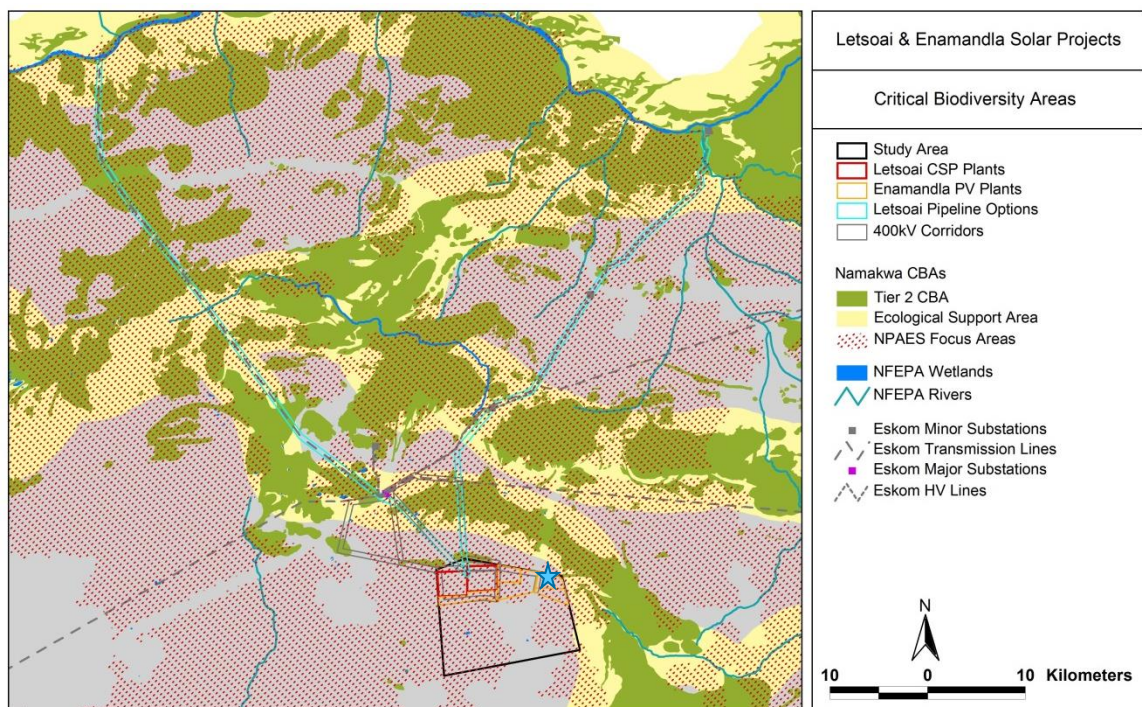 Letsoai & Enamandla Solar Projects
Critical Biodiversity Areas
Study Area
Letsoai CSP Plants
Enamandla PV Plants
Letsoai Pipeline Options
400kV Corridors
Namakwa CBAs
Tier 2 CBA
Ecological Support Area
NPAES Focus Areas
NFEPA Wetlands
NFEPA Rivers
Eskom Minor Substations
Eskom Transmission Lines
Eskom Major Substations
Eskom HV Lines
N
10 0 10 Kilometers